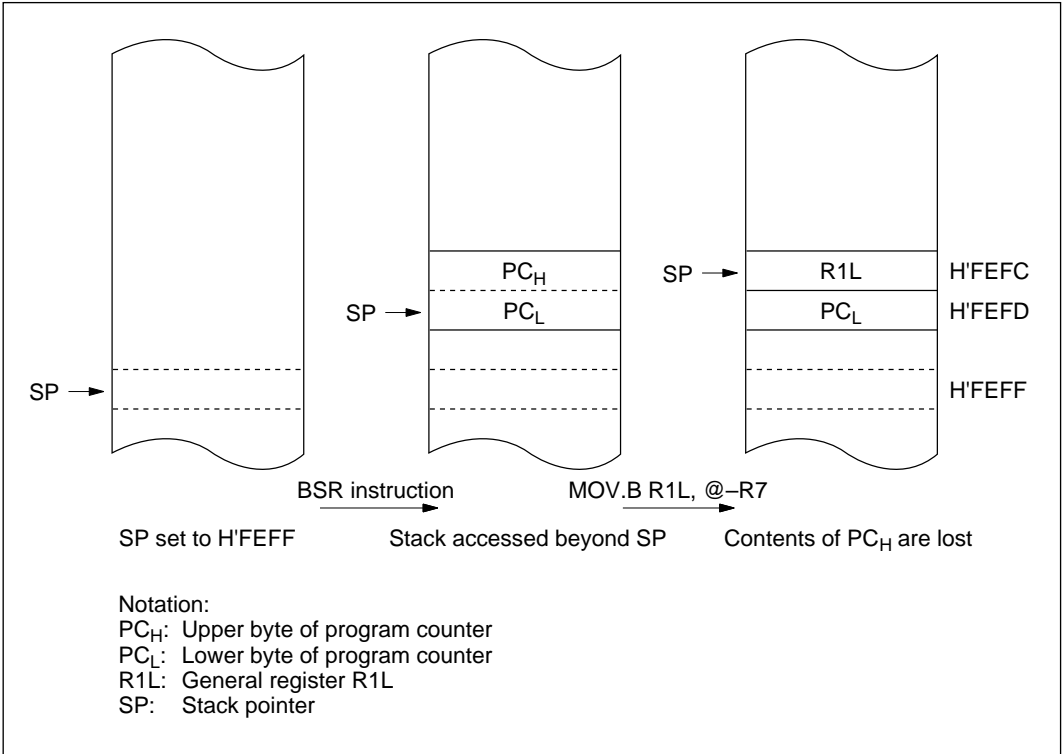 PCH
SP → R1L H'FEFC
SP → PCL PCL H'FEFD
SP → H'FEFF
BSR instruction MOV.B R1L, @–R7
SP set to H'FEFF Stack accessed beyond SP Contents of PCH are lost
Notation:
PCH: Upper byte of program counter
PCL: Lower byte of program counter
R1L: General register R1L
SP: Stack pointer